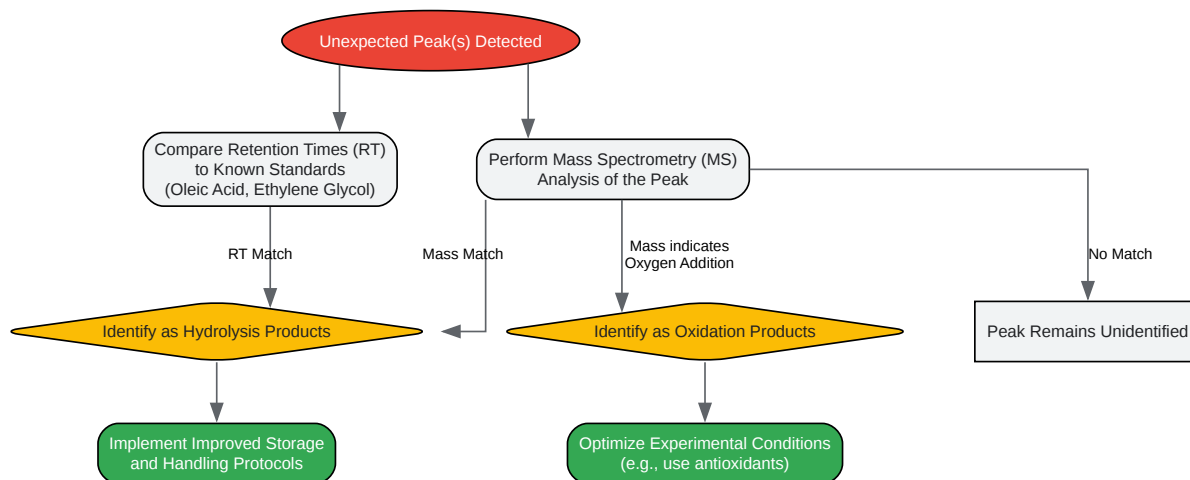 Unexpected Peak(s) Detected
Compare Retention Times (RT)
to Known Standards
(Oleic Acid, Ethylene Glycol)
Perform Mass Spectrometry (MS)
Analysis of the Peak
RT Match
Mass Match
Mass indicates
Oxygen Addition
No Match
Identify as Hydrolysis Products
Identify as Oxidation Products
Peak Remains Unidentified
Implement Improved Storage
and Handling Protocols
Optimize Experimental Conditions
(e.g., use antioxidants)